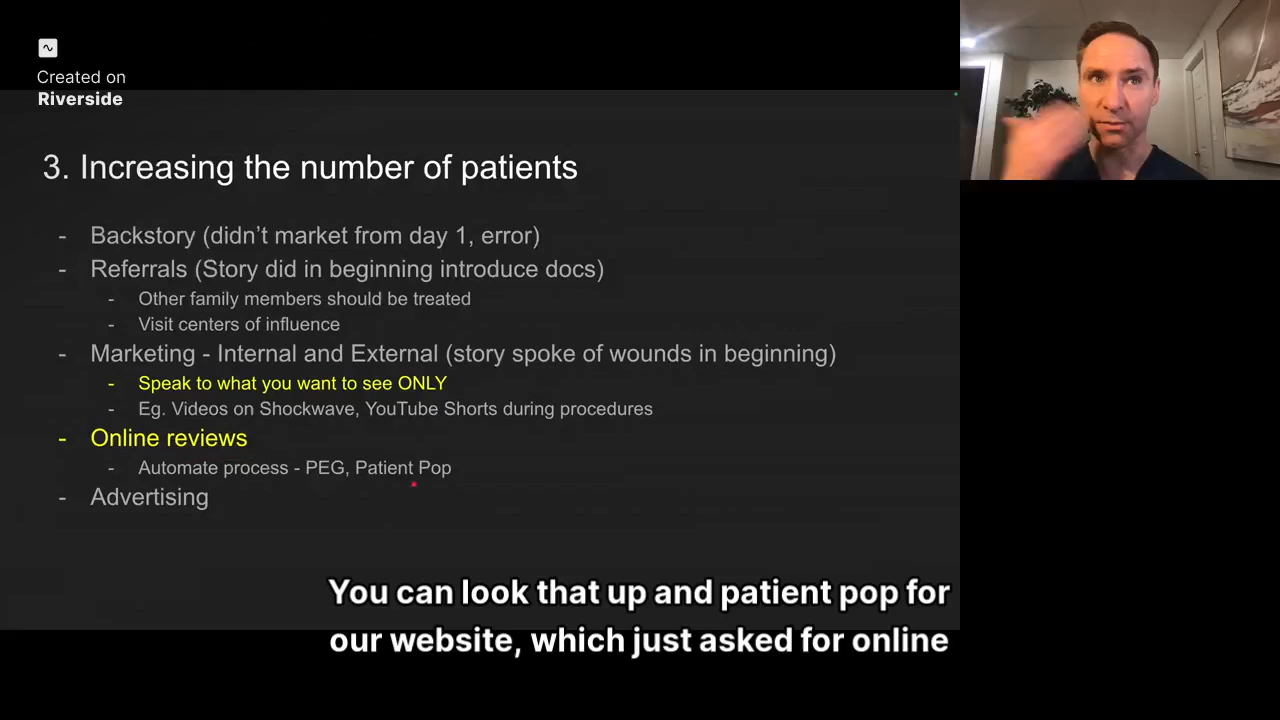 Created on
Riverside
3. Increasing the number of patients
- Backstory (didn't market from day 1, error)
- Referrals (Story did in beginning introduce docs)
- Other family members should be treated
- Visit centers of influence
- Marketing - Internal and External (story spoke of wounds in beginning)
- Speak to what you want to see ONLY
- Eg. Videos on Shockwave, YouTube Shorts during procedures
- Online reviews
- Automate process - PEG, Patient Pop
- Advertising
You can look that up and patient pop for
our website, which just asked for online